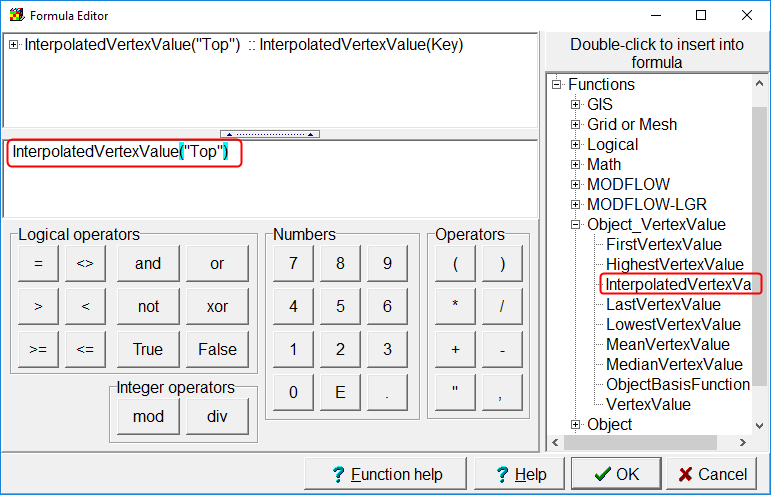 Formula Editor
InterpolatedVertexValue("Top") :: InterpolatedVertexValue(Key)
InterpolatedVertexValue("Top")
Logical operators
= <> and or
> < not xor
>= <= True False
Integer operators
mod div
Numbers
7 8 9
4 5 6
1 2 3
0 E .
Operators
( )
* /
+ -
" ,
Double-click to insert into
formula
Functions
GIS
Grid or Mesh
Logical
Math
MODFLOW
MODFLOW-LGR
Object_VertexValue
FirstVertexValue
HighestVertexValue
InterpolatedVertexVa
LastVertexValue
LowestVertexValue
MeanVertexValue
MedianVertexValue
ObjectBasisFunction
VertexValue
Object
? Function help ? Help OK Cancel